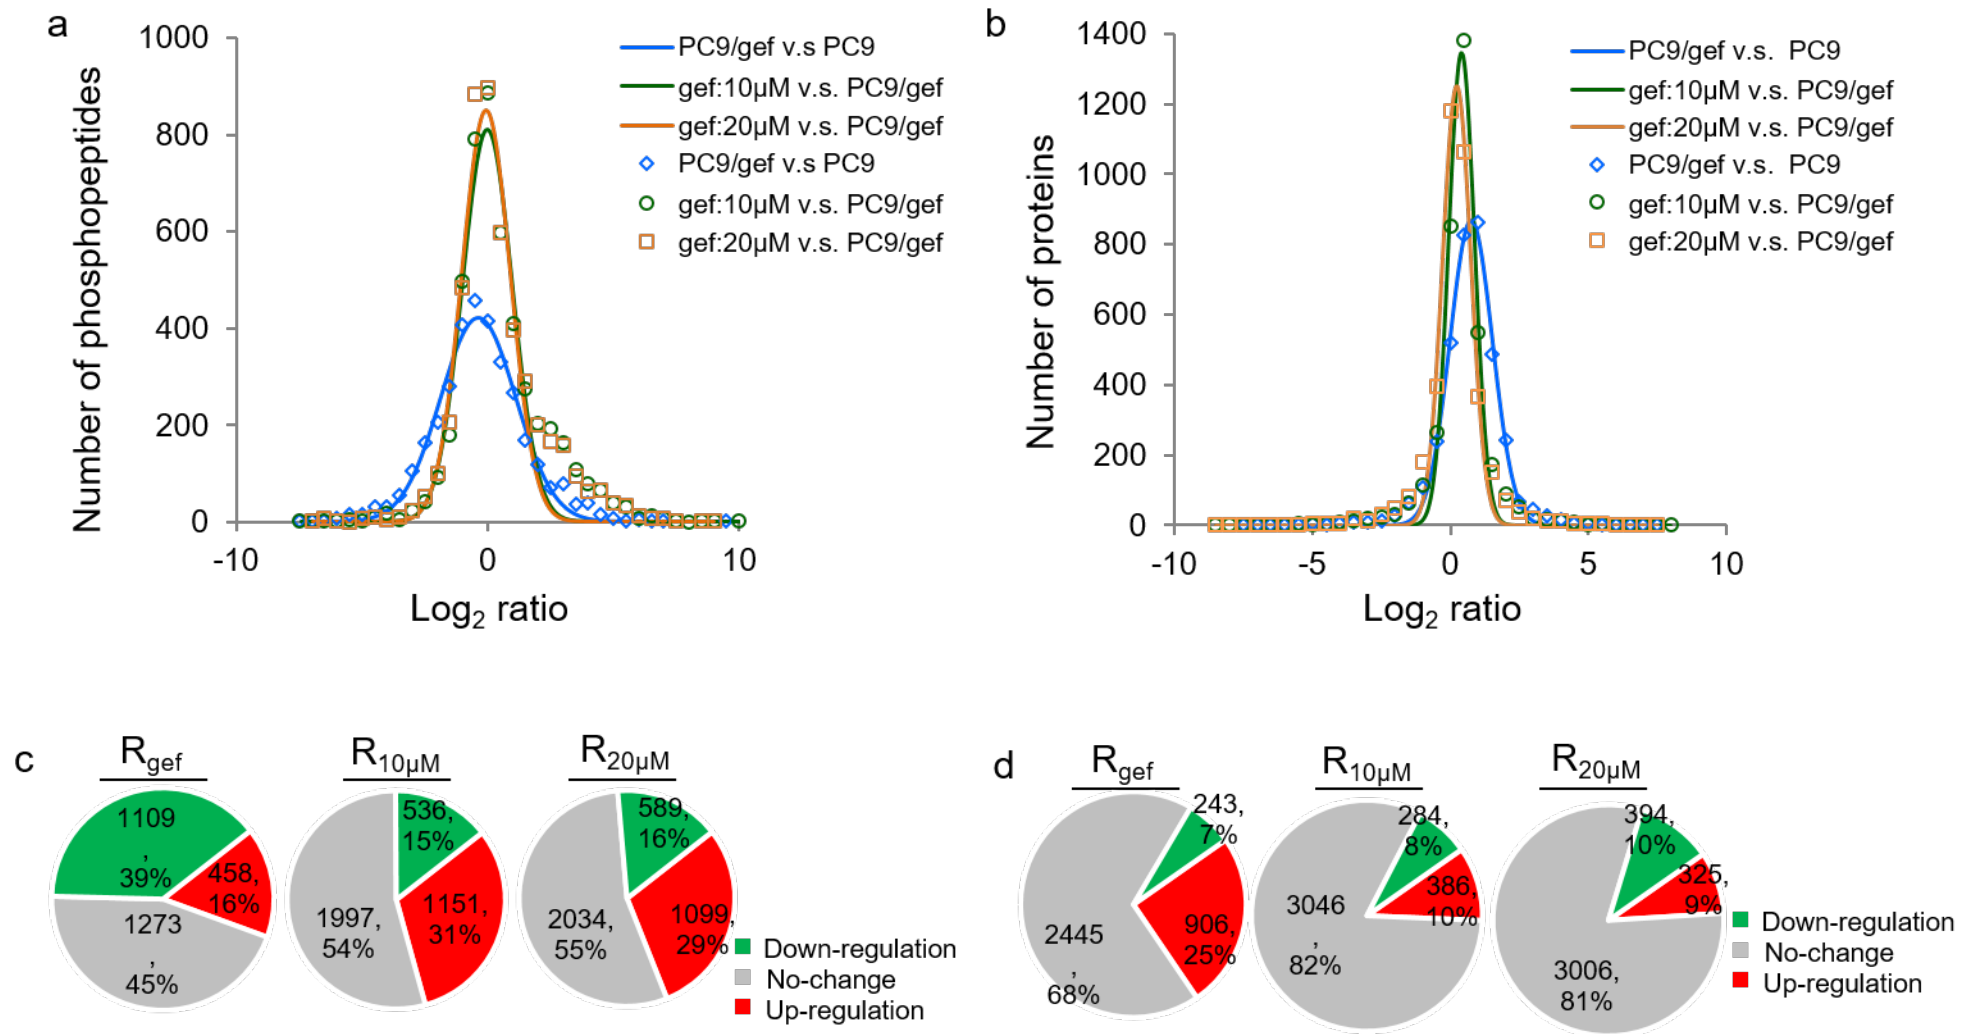 a
Number of phosphopeptides
1000
800
600
400
200
0
-10
0
10
Log2 ratio
PC9/gef v.s PC9
gef:10µM v.s. PC9/gef
gef:20µM v.s. PC9/gef
PC9/gef v.s PC9
gef:10µM v.s. PC9/gef
gef:20µM v.s. PC9/gef
b
Number of proteins
1400
1200
1000
800
600
400
200
0
-10
-5
0
5
10
Log2 ratio
PC9/gef v.s. PC9
gef:10µM v.s. PC9/gef
gef:20µM v.s. PC9/gef
PC9/gef v.s. PC9
gef:10µM v.s. PC9/gef
gef:20µM v.s. PC9/gef
c
Rgef
1109
,
39%
458,
16%
1273
,
45%
R10µM
536,
15%
1151,
31%
1997,
54%
R20µM
589,
16%
1099,
29%
2034,
55%
Down-regulation
No-change
Up-regulation
d
Rgef
243,
7%
906,
25%
2445
,
68%
R10µM
284,
8%
386,
10%
3046
,
82%
R20µM
394,
10%
325,
9%
3006,
81%
Down-regulation
No-change
Up-regulation